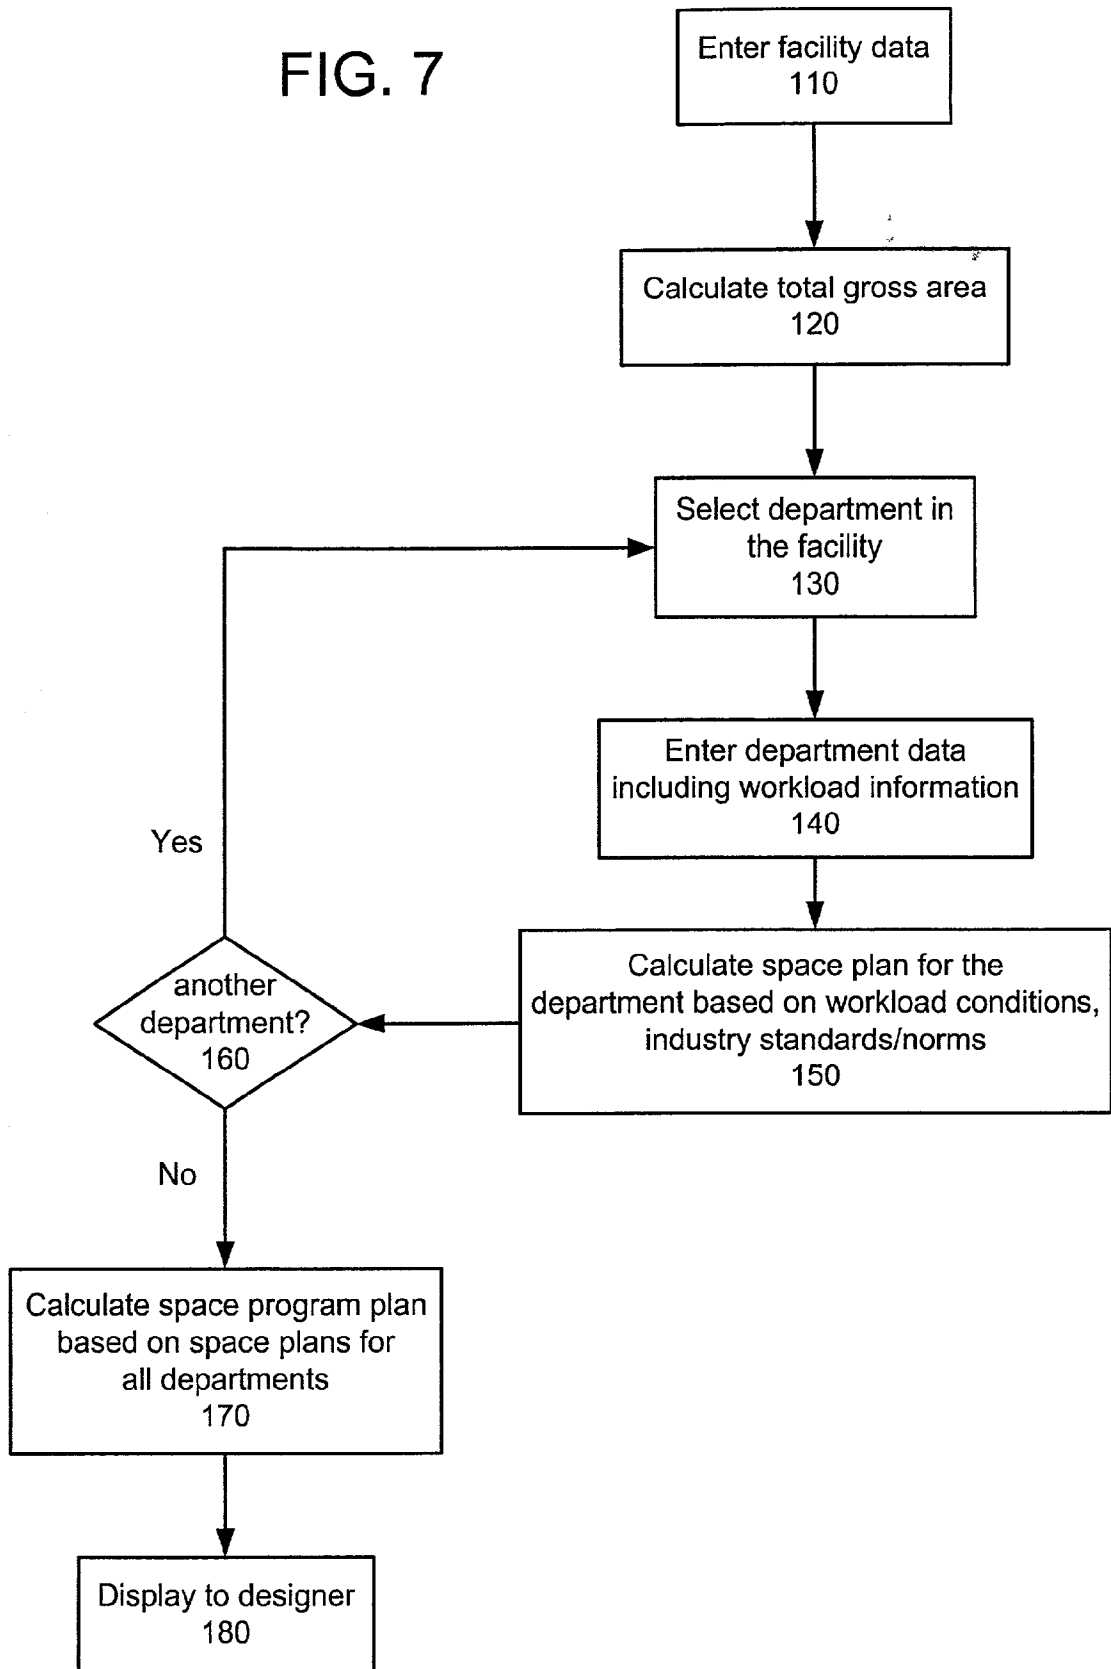 FIG. 7
Enter facility data
110
Calculate total gross area
120
Select department in
the facility
130
Enter department data
including workload information
140
Yes
Calculate space plan for the
department based on workload conditions,
industry standards/norms
150
another
department?
160
No
Calculate space program plan
based on space plans for
all departments
170
Display to designer
180